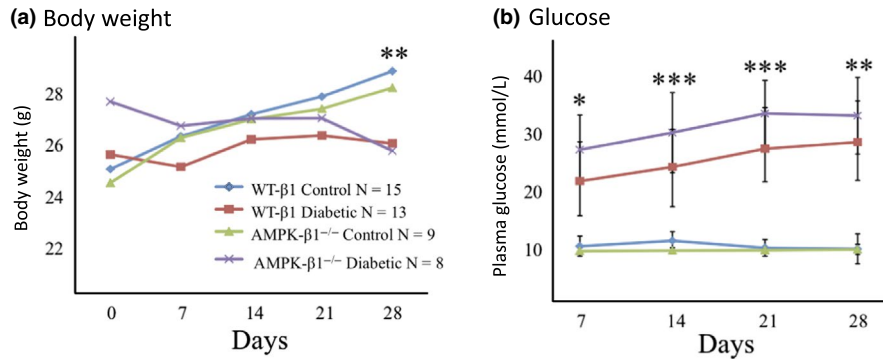 (a) Body weight
**
Body weight (g)
28
26
24
22
WT-β1 Control N = 15
WT-β1 Diabetic N = 13
AMPK-β1−/− Control N = 9
AMPK-β1−/− Diabetic N = 8
0 7 14 21 28
Days
(b) Glucose
* *** *** **
Plasma glucose (mmol/L)
40
30
20
10
7 14 21 28
Days